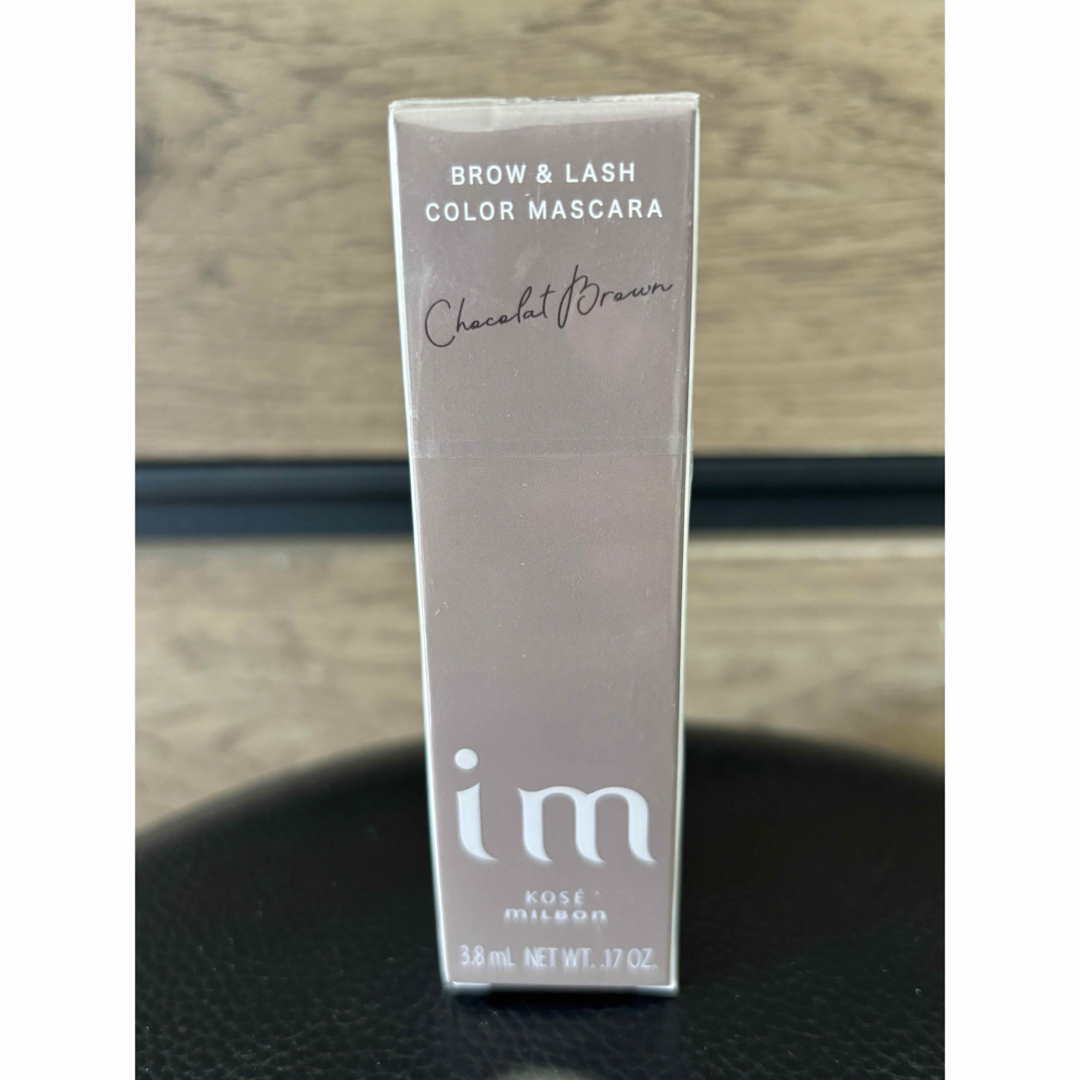 BROW & LASH
COLOR MASCARA
Chocolat Brown
im
KOSÉ
MILBON
3.8 mL NET WT. .17 OZ.